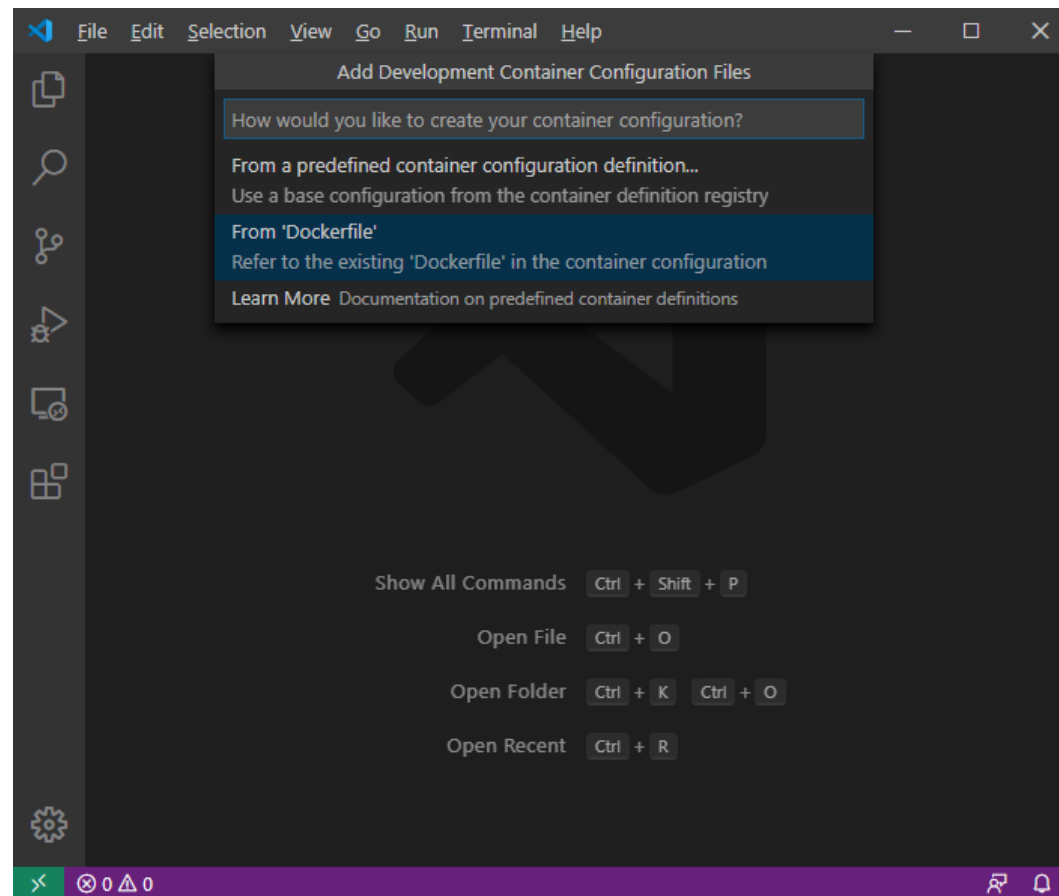 File Edit Selection View Go Run Terminal Help
Add Development Container Configuration Files
How would you like to create your container configuration?
From a predefined container configuration definition...
Use a base configuration from the container definition registry
From 'Dockerfile'
Refer to the existing 'Dockerfile' in the container configuration
Learn More Documentation on predefined container definitions
Show All Commands Ctrl + Shift + P
Open File Ctrl + O
Open Folder Ctrl + K Ctrl + O
Open Recent Ctrl + R
0 0